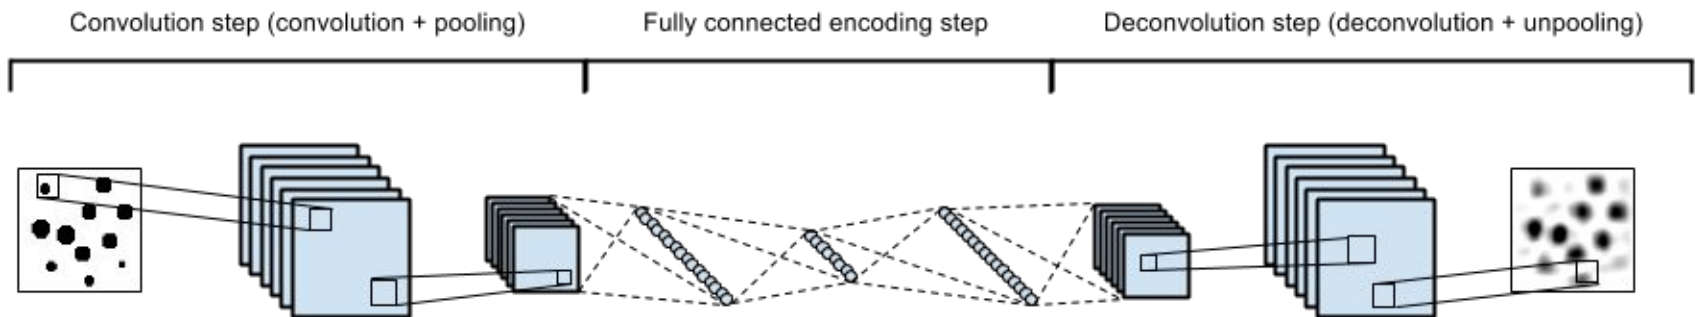 Convolution step (convolution + pooling)
Fully connected encoding step
Deconvolution step (deconvolution + unpooling)